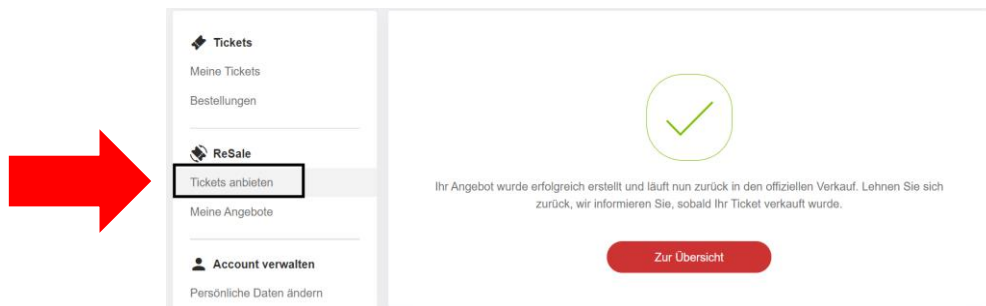 Tickets
Meine Tickets
Bestellungen
ReSale
Tickets anbieten
Meine Angebote
Account verwalten
Persönliche Daten ändern
Ihr Angebot wurde erfolgreich erstellt und läuft nun zurück in den offiziellen Verkauf. Lehnen Sie sich
zurück, wir informieren Sie, sobald Ihr Ticket verkauft wurde.
Zur Übersicht